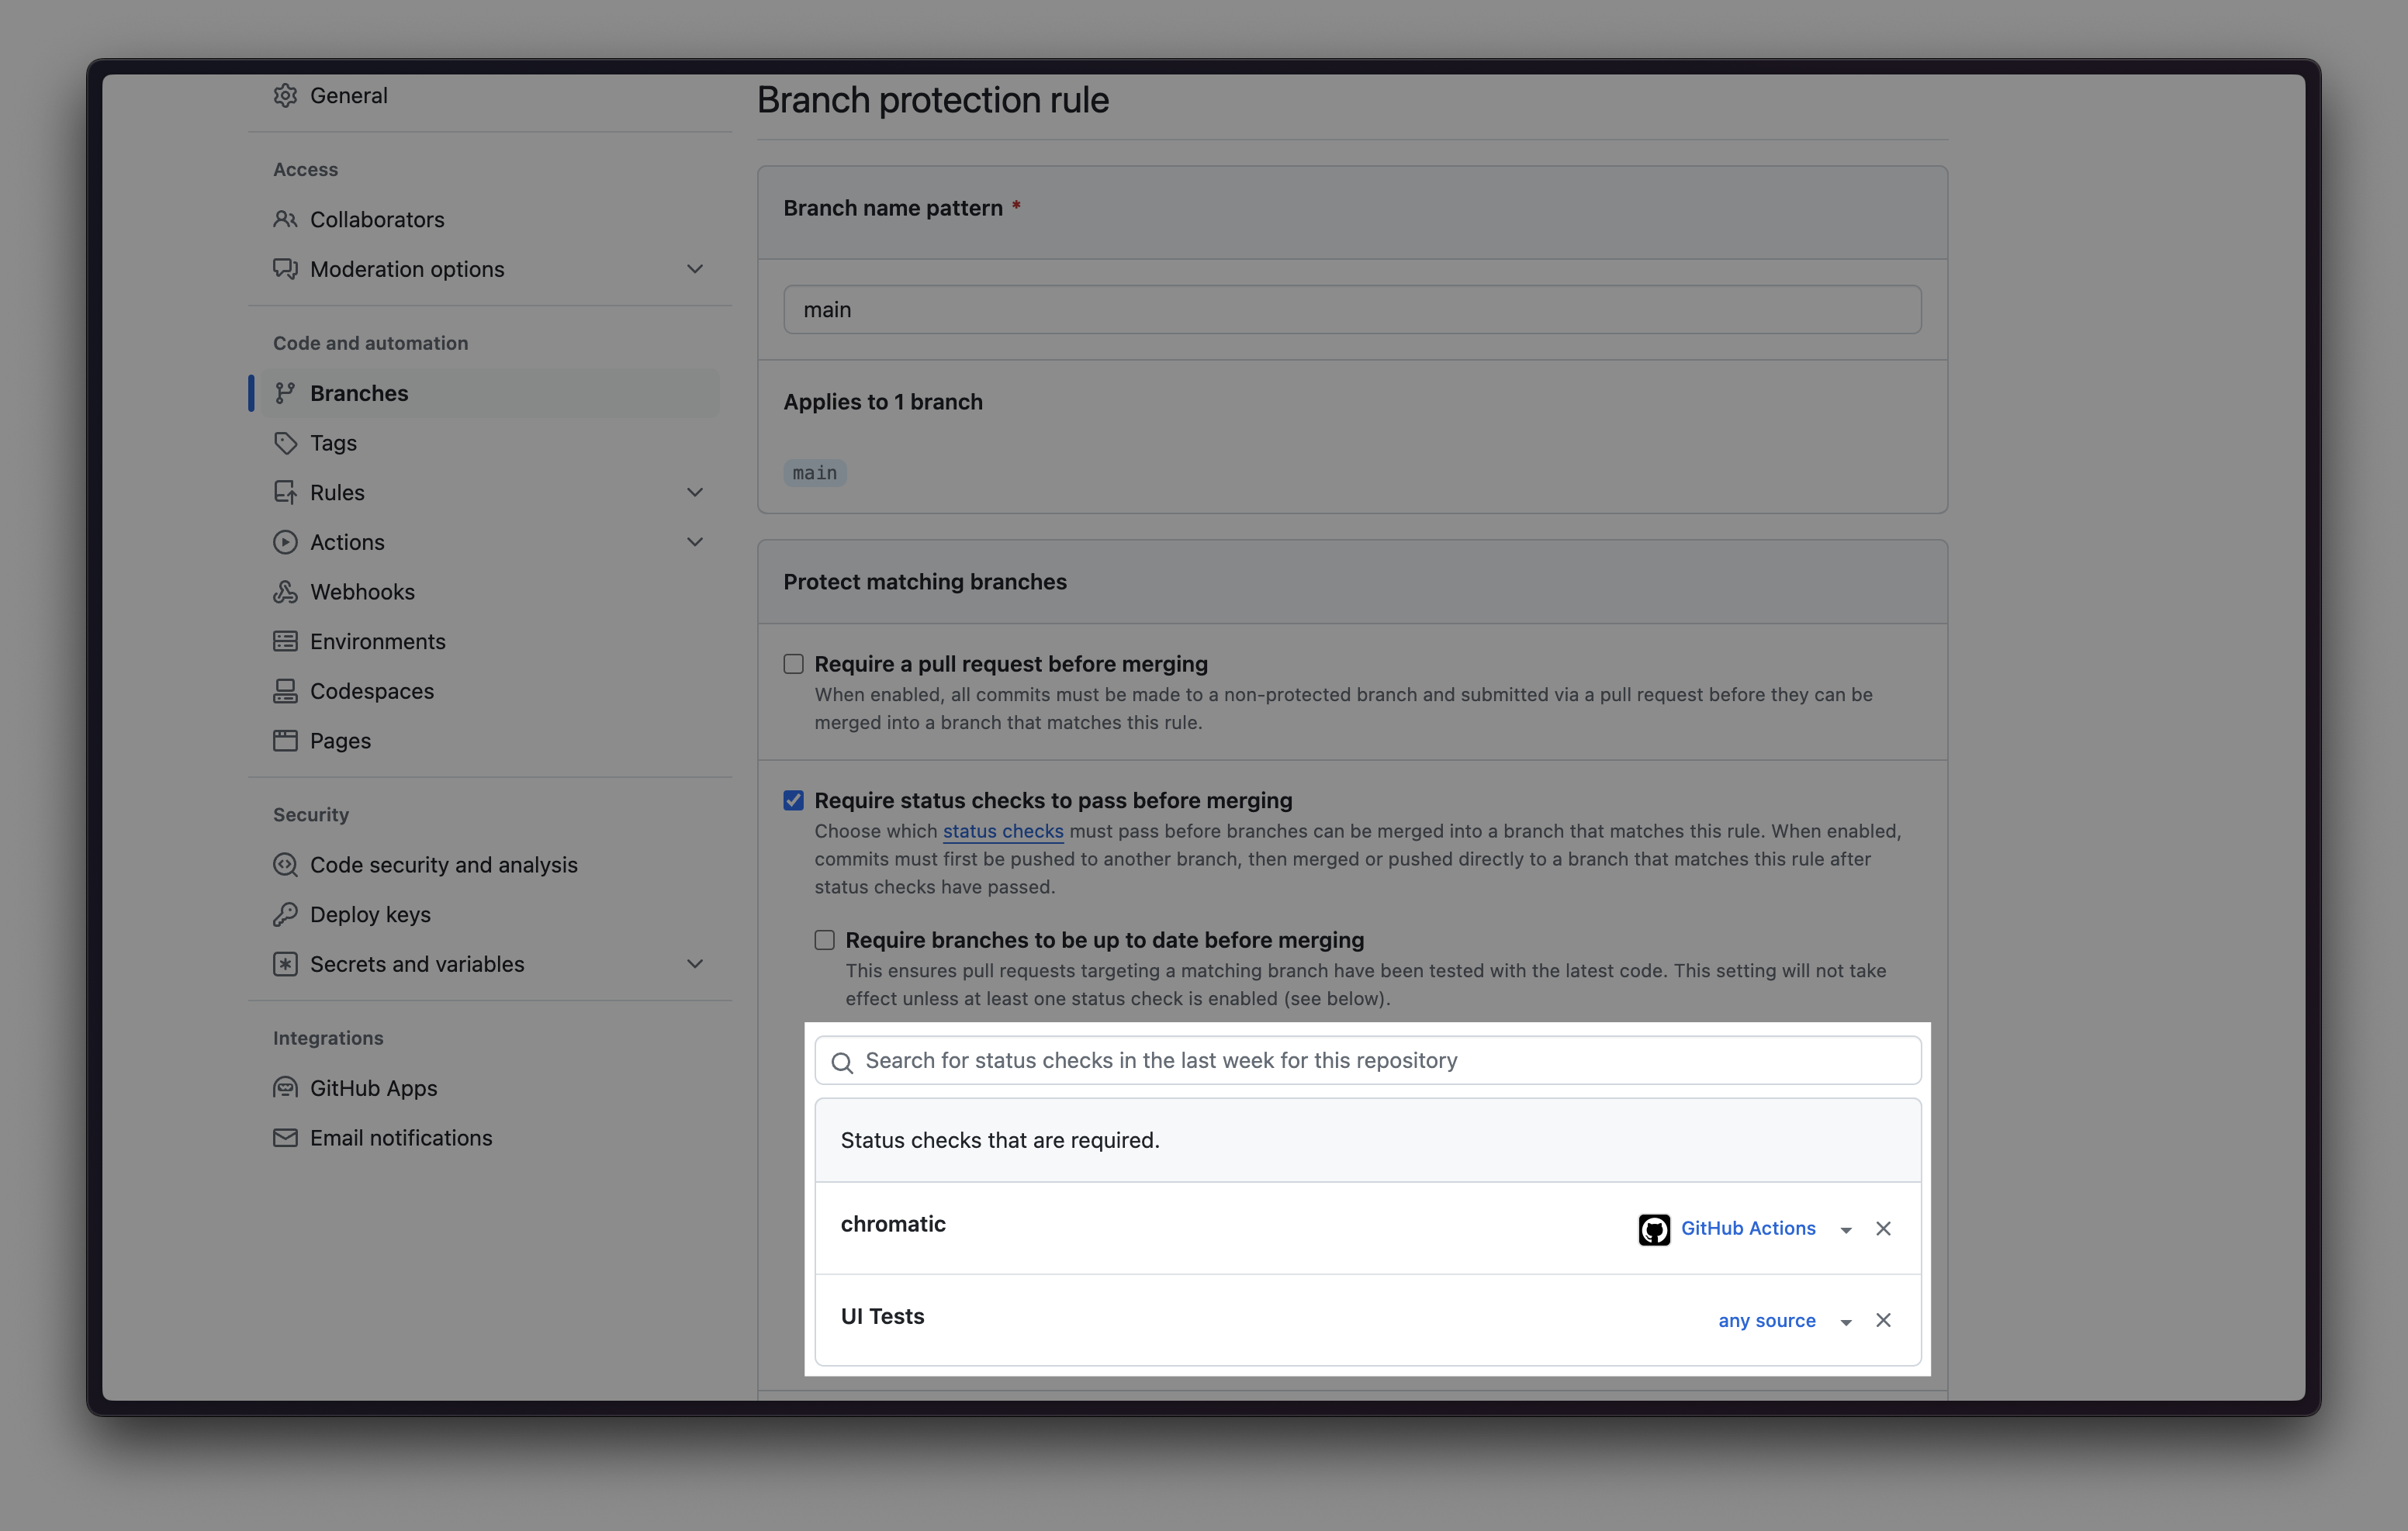 General
Access
Collaborators
Moderation options
Code and automation
Branches
Tags
Rules
Actions
Webhooks
Environments
Codespaces
Pages
Security
Code security and analysis
Deploy keys
Secrets and variables
Integrations
GitHub Apps
Email notifications
Branch protection rule
Branch name pattern *
main
Applies to 1 branch
main
Protect matching branches
Require a pull request before merging
When enabled, all commits must be made to a non-protected branch and submitted via a pull request before they can be
merged into a branch that matches this rule.
Require status checks to pass before merging
Choose which status checks must pass before branches can be merged into a branch that matches this rule. When enabled,
commits must first be pushed to another branch, then merged or pushed directly to a branch that matches this rule after
status checks have passed.
Require branches to be up to date before merging
This ensures pull requests targeting a matching branch have been tested with the latest code. This setting will not take
effect unless at least one status check is enabled (see below).
Search for status checks in the last week for this repository
Status checks that are required.
chromatic GitHub Actions
UI Tests any source